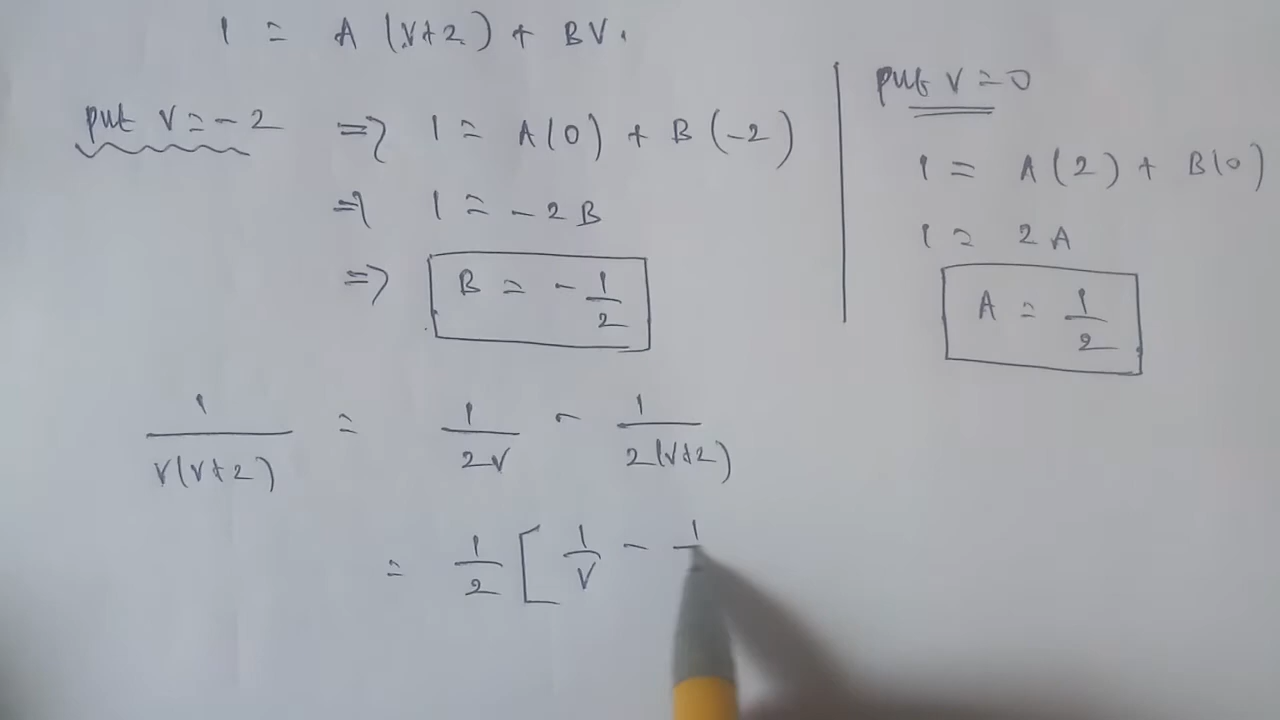 1 = A (V+2) + BV.
put V = -2 => 1 = A(0) + B(-2)
=> 1 = -2B
=> B = - 1/2
put V = 0
1 = A(2) + B(0)
1 = 2A
A = 1/2
1/V(V+2) = 1/2V - 1/2(V+2)
= 1/2 [ 1/V - 1